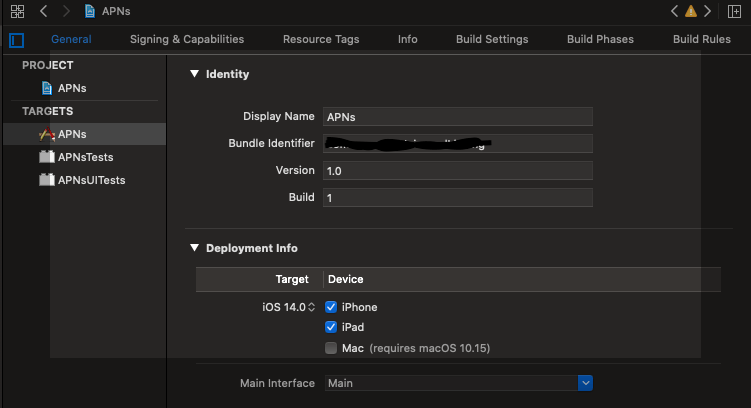 APNs
General Signing & Capabilities Resource Tags Info Build Settings Build Phases Build Rules
PROJECT
APNs
TARGETS
APNs
APNsTests
APNsUITests
Identity
Display Name APNs
Bundle Identifier
Version 1.0
Build 1
Deployment Info
Target Device
iOS 14.0 iPhone
iPad
Mac (requires macOS 10.15)
Main Interface Main